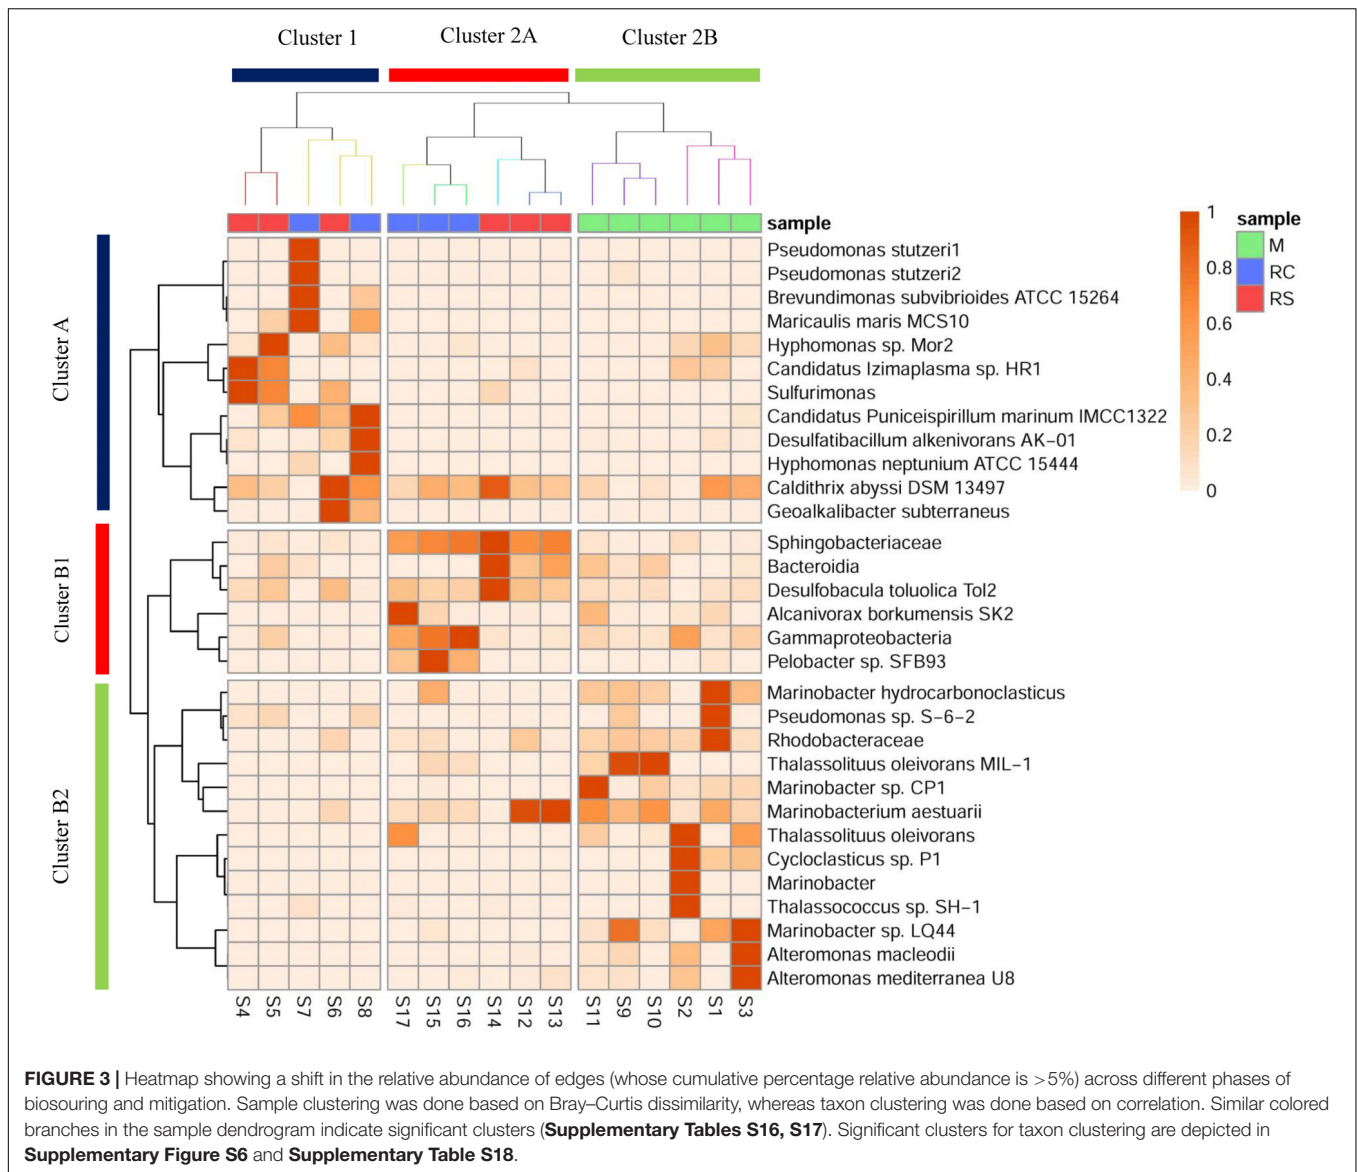 Cluster 1
Cluster 2A
Cluster 2B
sample
Cluster A
Pseudomonas stutzeri1
Pseudomonas stutzeri2
Brevundimonas subvibrioides ATCC 15264
Maricaulis maris MCS10
Hyphomonas sp. Mor2
Candidatus Izimaplasma sp. HR1
Sulfurimonas
Candidatus Puniceispirillum marinum IMCC1322
Desulfatibacillum alkenivorans AK−01
Hyphomonas neptunium ATCC 15444
Caldithrix abyssi DSM 13497
Geoalkalibacter subterraneus
Cluster B1
Sphingobacteriaceae
Bacteroidia
Desulfobacula toluolica Tol2
Alcanivorax borkumensis SK2
Gammaproteobacteria
Pelobacter sp. SFB93
Cluster B2
Marinobacter hydrocarbonoclasticus
Pseudomonas sp. S−6−2
Rhodobacteraceae
Thalassolituus oleivorans MIL−1
Marinobacter sp. CP1
Marinobacterium aestuarii
Thalassolituus oleivorans
Cycloclasticus sp. P1
Marinobacter
Thalassococcus sp. SH−1
Marinobacter sp. LQ44
Alteromonas macleodii
Alteromonas mediterranea U8
S4 S5 S7 S6 S8 S17 S15 S16 S14 S12 S13 S11 S9 S10 S2 S1 S3
1
0.8
0.6
0.4
0.2
0
sample
M
RC
RS
FIGURE 3 | Heatmap showing a shift in the relative abundance of edges (whose cumulative percentage relative abundance is >5%) across different phases of
biosouring and mitigation. Sample clustering was done based on Bray–Curtis dissimilarity, whereas taxon clustering was done based on correlation. Similar colored
branches in the sample dendrogram indicate significant clusters (Supplementary Tables S16, S17). Significant clusters for taxon clustering are depicted in
Supplementary Figure S6 and Supplementary Table S18.